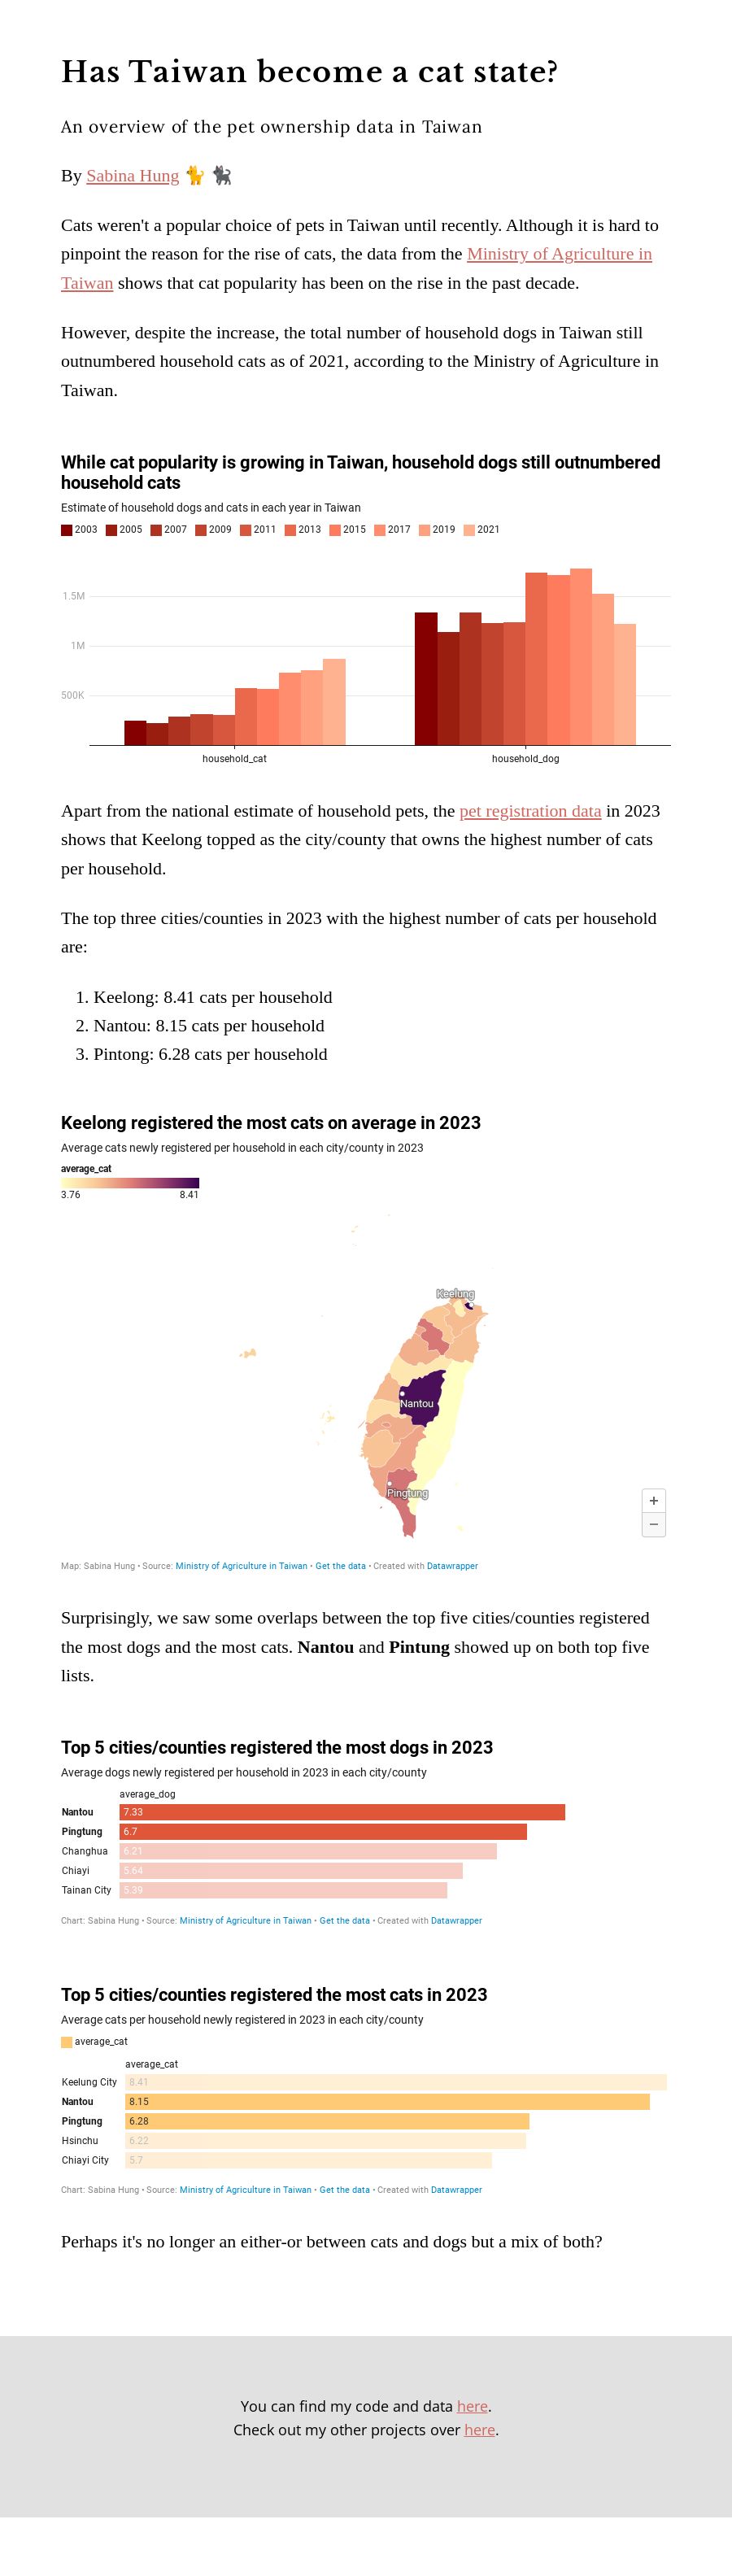 Has Taiwan become a cat state?
An overview of the pet ownership data in Taiwan
By Sabina Hung 🐈 🐈‍⬛
Cats weren't a popular choice of pets in Taiwan until recently. Although it is hard to
pinpoint the reason for the rise of cats, the data from the Ministry of Agriculture in
Taiwan shows that cat popularity has been on the rise in the past decade.
However, despite the increase, the total number of household dogs in Taiwan still
outnumbered household cats as of 2021, according to the Ministry of Agriculture in
Taiwan.
While cat popularity is growing in Taiwan, household dogs still outnumbered
household cats
Estimate of household dogs and cats in each year in Taiwan
2003 2005 2007 2009 2011 2013 2015 2017 2019 2021
1.5M
1M
500K
household_cat household_dog
Apart from the national estimate of household pets, the pet registration data in 2023
shows that Keelong topped as the city/county that owns the highest number of cats
per household.
The top three cities/counties in 2023 with the highest number of cats per household
are:
1. Keelong: 8.41 cats per household
2. Nantou: 8.15 cats per household
3. Pintong: 6.28 cats per household
Keelong registered the most cats on average in 2023
Average cats newly registered per household in each city/county in 2023
average_cat
3.76 8.41
Keelung
Nantou
Pingtung
+
−
Map: Sabina Hung • Source: Ministry of Agriculture in Taiwan • Get the data • Created with Datawrapper
Surprisingly, we saw some overlaps between the top five cities/counties registered
the most dogs and the most cats. Nantou and Pintung showed up on both top five
lists.
Top 5 cities/counties registered the most dogs in 2023
Average dogs newly registered per household in 2023 in each city/county
average_dog
Nantou 7.33
Pingtung 6.7
Changhua 6.21
Chiayi 5.64
Tainan City 5.39
Chart: Sabina Hung • Source: Ministry of Agriculture in Taiwan • Get the data • Created with Datawrapper
Top 5 cities/counties registered the most cats in 2023
Average cats per household newly registered in 2023 in each city/county
average_cat
average_cat
Keelung City 8.41
Nantou 8.15
Pingtung 6.28
Hsinchu 6.22
Chiayi City 5.7
Chart: Sabina Hung • Source: Ministry of Agriculture in Taiwan • Get the data • Created with Datawrapper
Perhaps it's no longer an either-or between cats and dogs but a mix of both?
You can find my code and data here.
Check out my other projects over here.